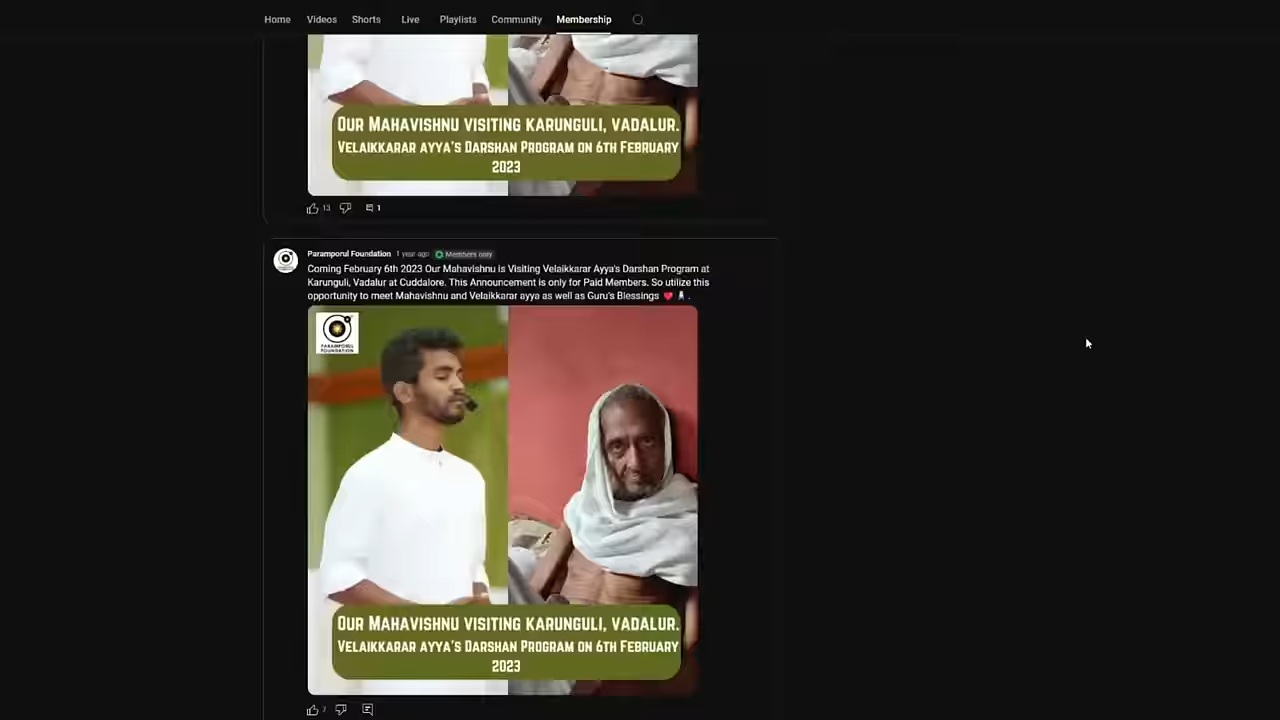 Home Videos Shorts Live Playlists Community Membership
OUR MAHAVISHNU VISITING KARUNGULI, VADALUR.
VELAIKKARAR AYYA'S DARSHAN PROGRAM ON 6TH FEBRUARY
2023
13 1
Paramporul Foundation 1 year ago Members only
Coming February 6th 2023 Our Mahavishnu is Visiting Velaikkarar Ayya's Darshan Program at
Karunguli, Vadalur at Cuddalore. This Announcement is only for Paid Members. So utilize this
opportunity to meet Mahavishnu and Velaikkarar ayya as well as Guru's Blessings ❤️ .
PARAMPORUL
FOUNDATION
OUR MAHAVISHNU VISITING KARUNGULI, VADALUR.
VELAIKKARAR AYYA'S DARSHAN PROGRAM ON 6TH FEBRUARY
2023
7